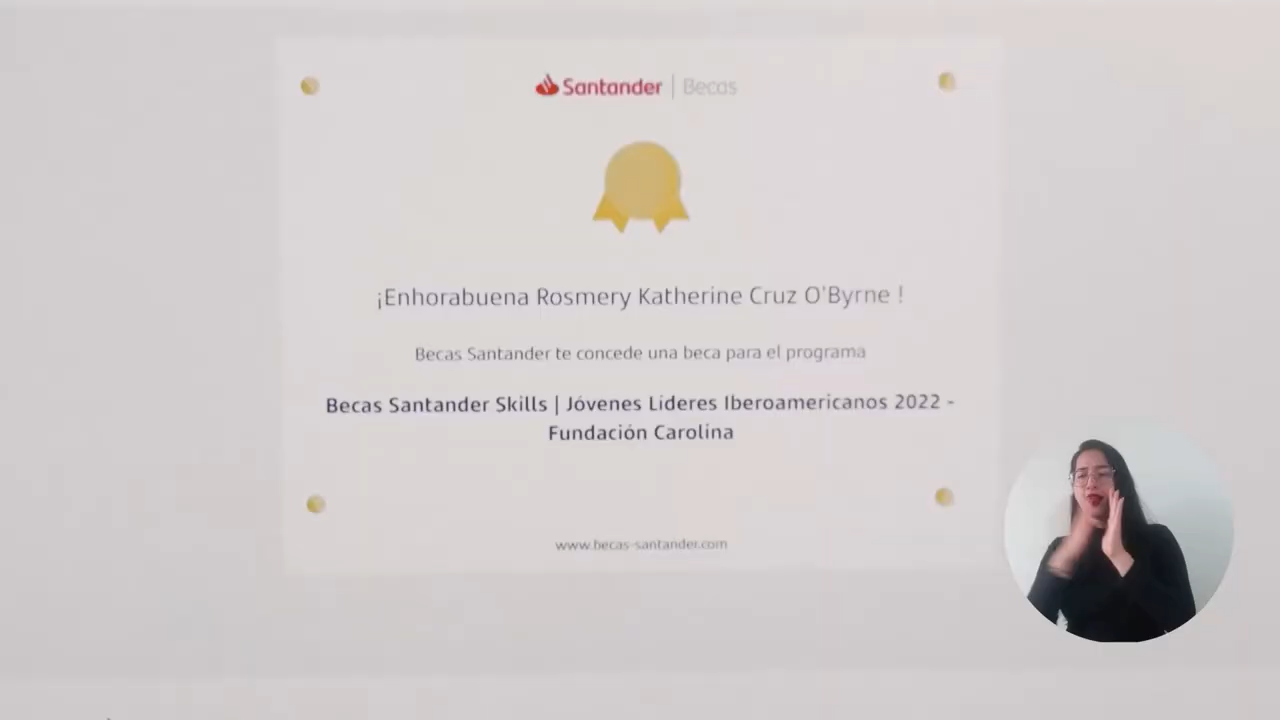 Santander | Becas
¡Enhorabuena Rosmery Katherine Cruz O'Byrne !
Becas Santander te concede una beca para el programa
Becas Santander Skills | Jóvenes Líderes Iberoamericanos 2022 -
Fundación Carolina
www.becas-santander.com